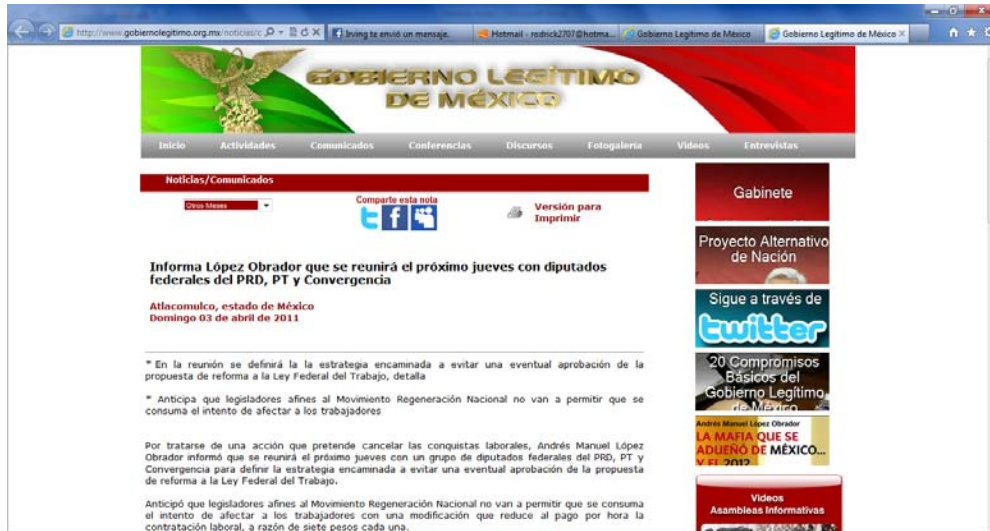 http://www.gobiernolegitimo.org.mx/noticias/c
Irving te envió un mensaje.
Hotmail - rodrick2707@hotma...
Gobierno Legítimo de México
Gobierno Legítimo de México
GOBIERNO LEGÍTIMO
DE MÉXICO
Inicio Actividades Comunicados Conferencias Discursos Fotogalería Videos Entrevistas
Noticias/Comunicados
Otros Meses
Comparte esta nota
Versión para
Imprimir
Informa López Obrador que se reunirá el próximo jueves con diputados
federales del PRD, PT y Convergencia
Atlacomulco, estado de México
Domingo 03 de abril de 2011
* En la reunión se definirá la la estrategia encaminada a evitar una eventual aprobación de la
propuesta de reforma a la Ley Federal del Trabajo, detalla
* Anticipa que legisladores afines al Movimiento Regeneración Nacional no van a permitir que se
consuma el intento de afectar a los trabajadores
Por tratarse de una acción que pretende cancelar las conquistas laborales, Andrés Manuel López
Obrador informó que se reunirá el próximo jueves con un grupo de diputados federales del PRD, PT y
Convergencia para definir la estrategia encaminada a evitar una eventual aprobación de la propuesta
de reforma a la Ley Federal del Trabajo.
Anticipó que legisladores afines al Movimiento Regeneración Nacional no van a permitir que se consuma
el intento de afectar a los trabajadores con una modificación que reduce al pago por hora la
contratación laboral, a razón de siete pesos cada una.
Gabinete
Proyecto Alternativo
de Nación
Sigue a través de
twitter
20 Compromisos
Básicos del
Gobierno Legítimo
de México
Andrés Manuel López Obrador
LA MAFIA QUE SE
ADUEÑÓ DE MÉXICO...
Y EL 2012
Videos
Asambleas Informativas